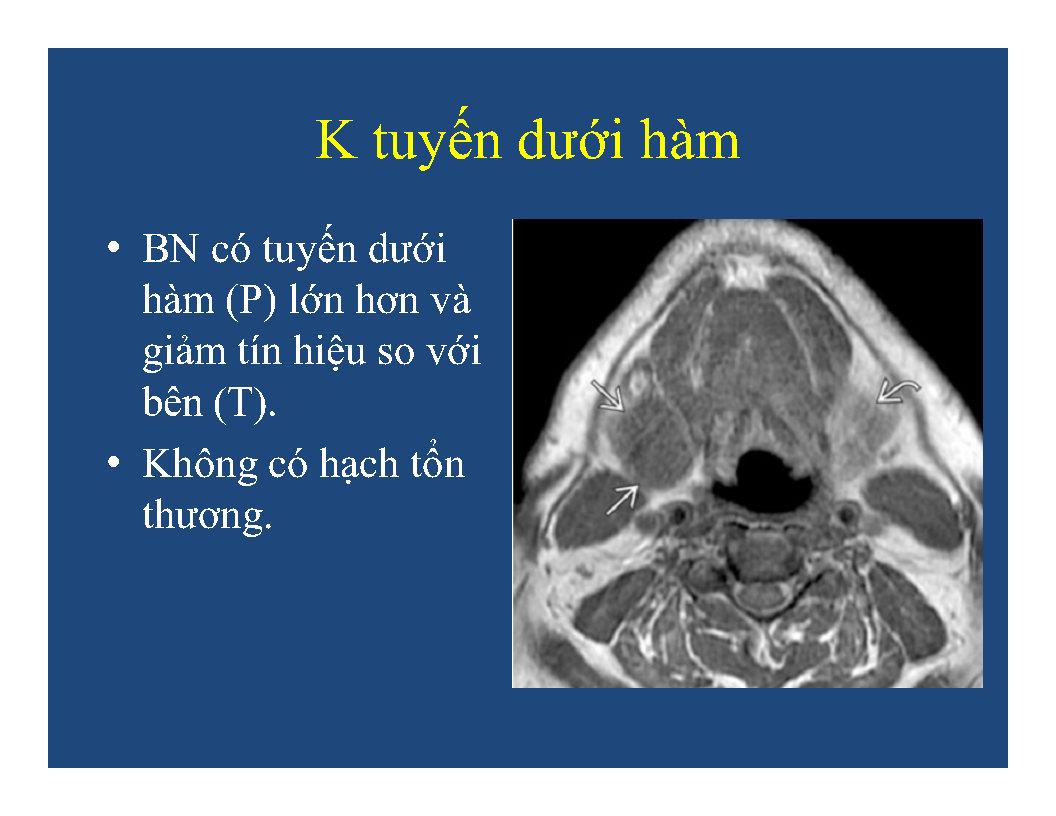 K tuyến dưới hàm
• BN có tuyến dưới
hàm (P) lớn hơn và
giảm tín hiệu so với
bên (T).
• Không có hạch tổn
thương.